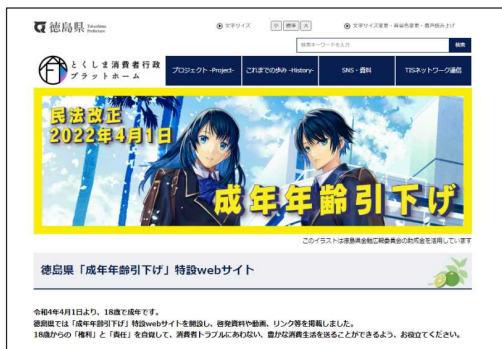 徳島県 Tokushima Prefecture
文字サイズ 小 標準 大 文字サイズ変更・背景色変更・音声読み上げ
検索キーワードを入力 検索
とくしま消費者行政
プラットホーム
プロジェクト -Project- これまでの歩み -History- SNS・資料 TISネットワーク通信
民法改正
2022年4月1日
成年年齢引下げ
このイラストは徳島県金融広報委員会の助成金を活用しています
徳島県「成年年齢引下げ」特設webサイト
令和4年4月1日より、18歳で成年です。
徳島県では「成年年齢引下げ」特設webサイトを開設し、啓発資料や動画、リンク等を掲載しました。
18歳からの「権利」と「責任」を自覚して、消費者トラブルにあわない、豊かな消費生活を送ることができるよう、お役立てください。